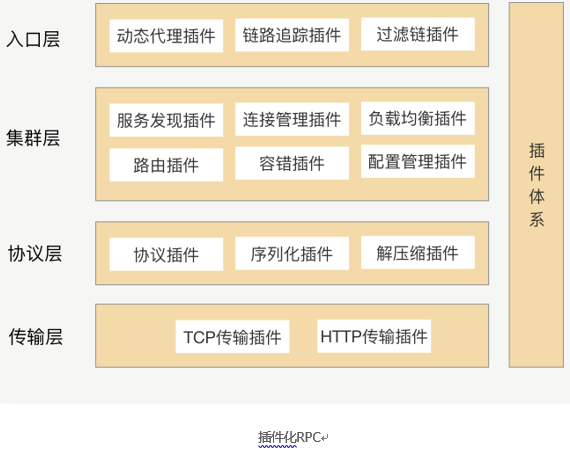 入口层
动态代理插件 链路追踪插件 过滤链插件
集群层
服务发现插件 连接管理插件 负载均衡插件
路由插件 容错插件 配置管理插件
协议层
协议插件 序列化插件 解压缩插件
传输层
TCP传输插件 HTTP传输插件
插件体系
插件化RPC